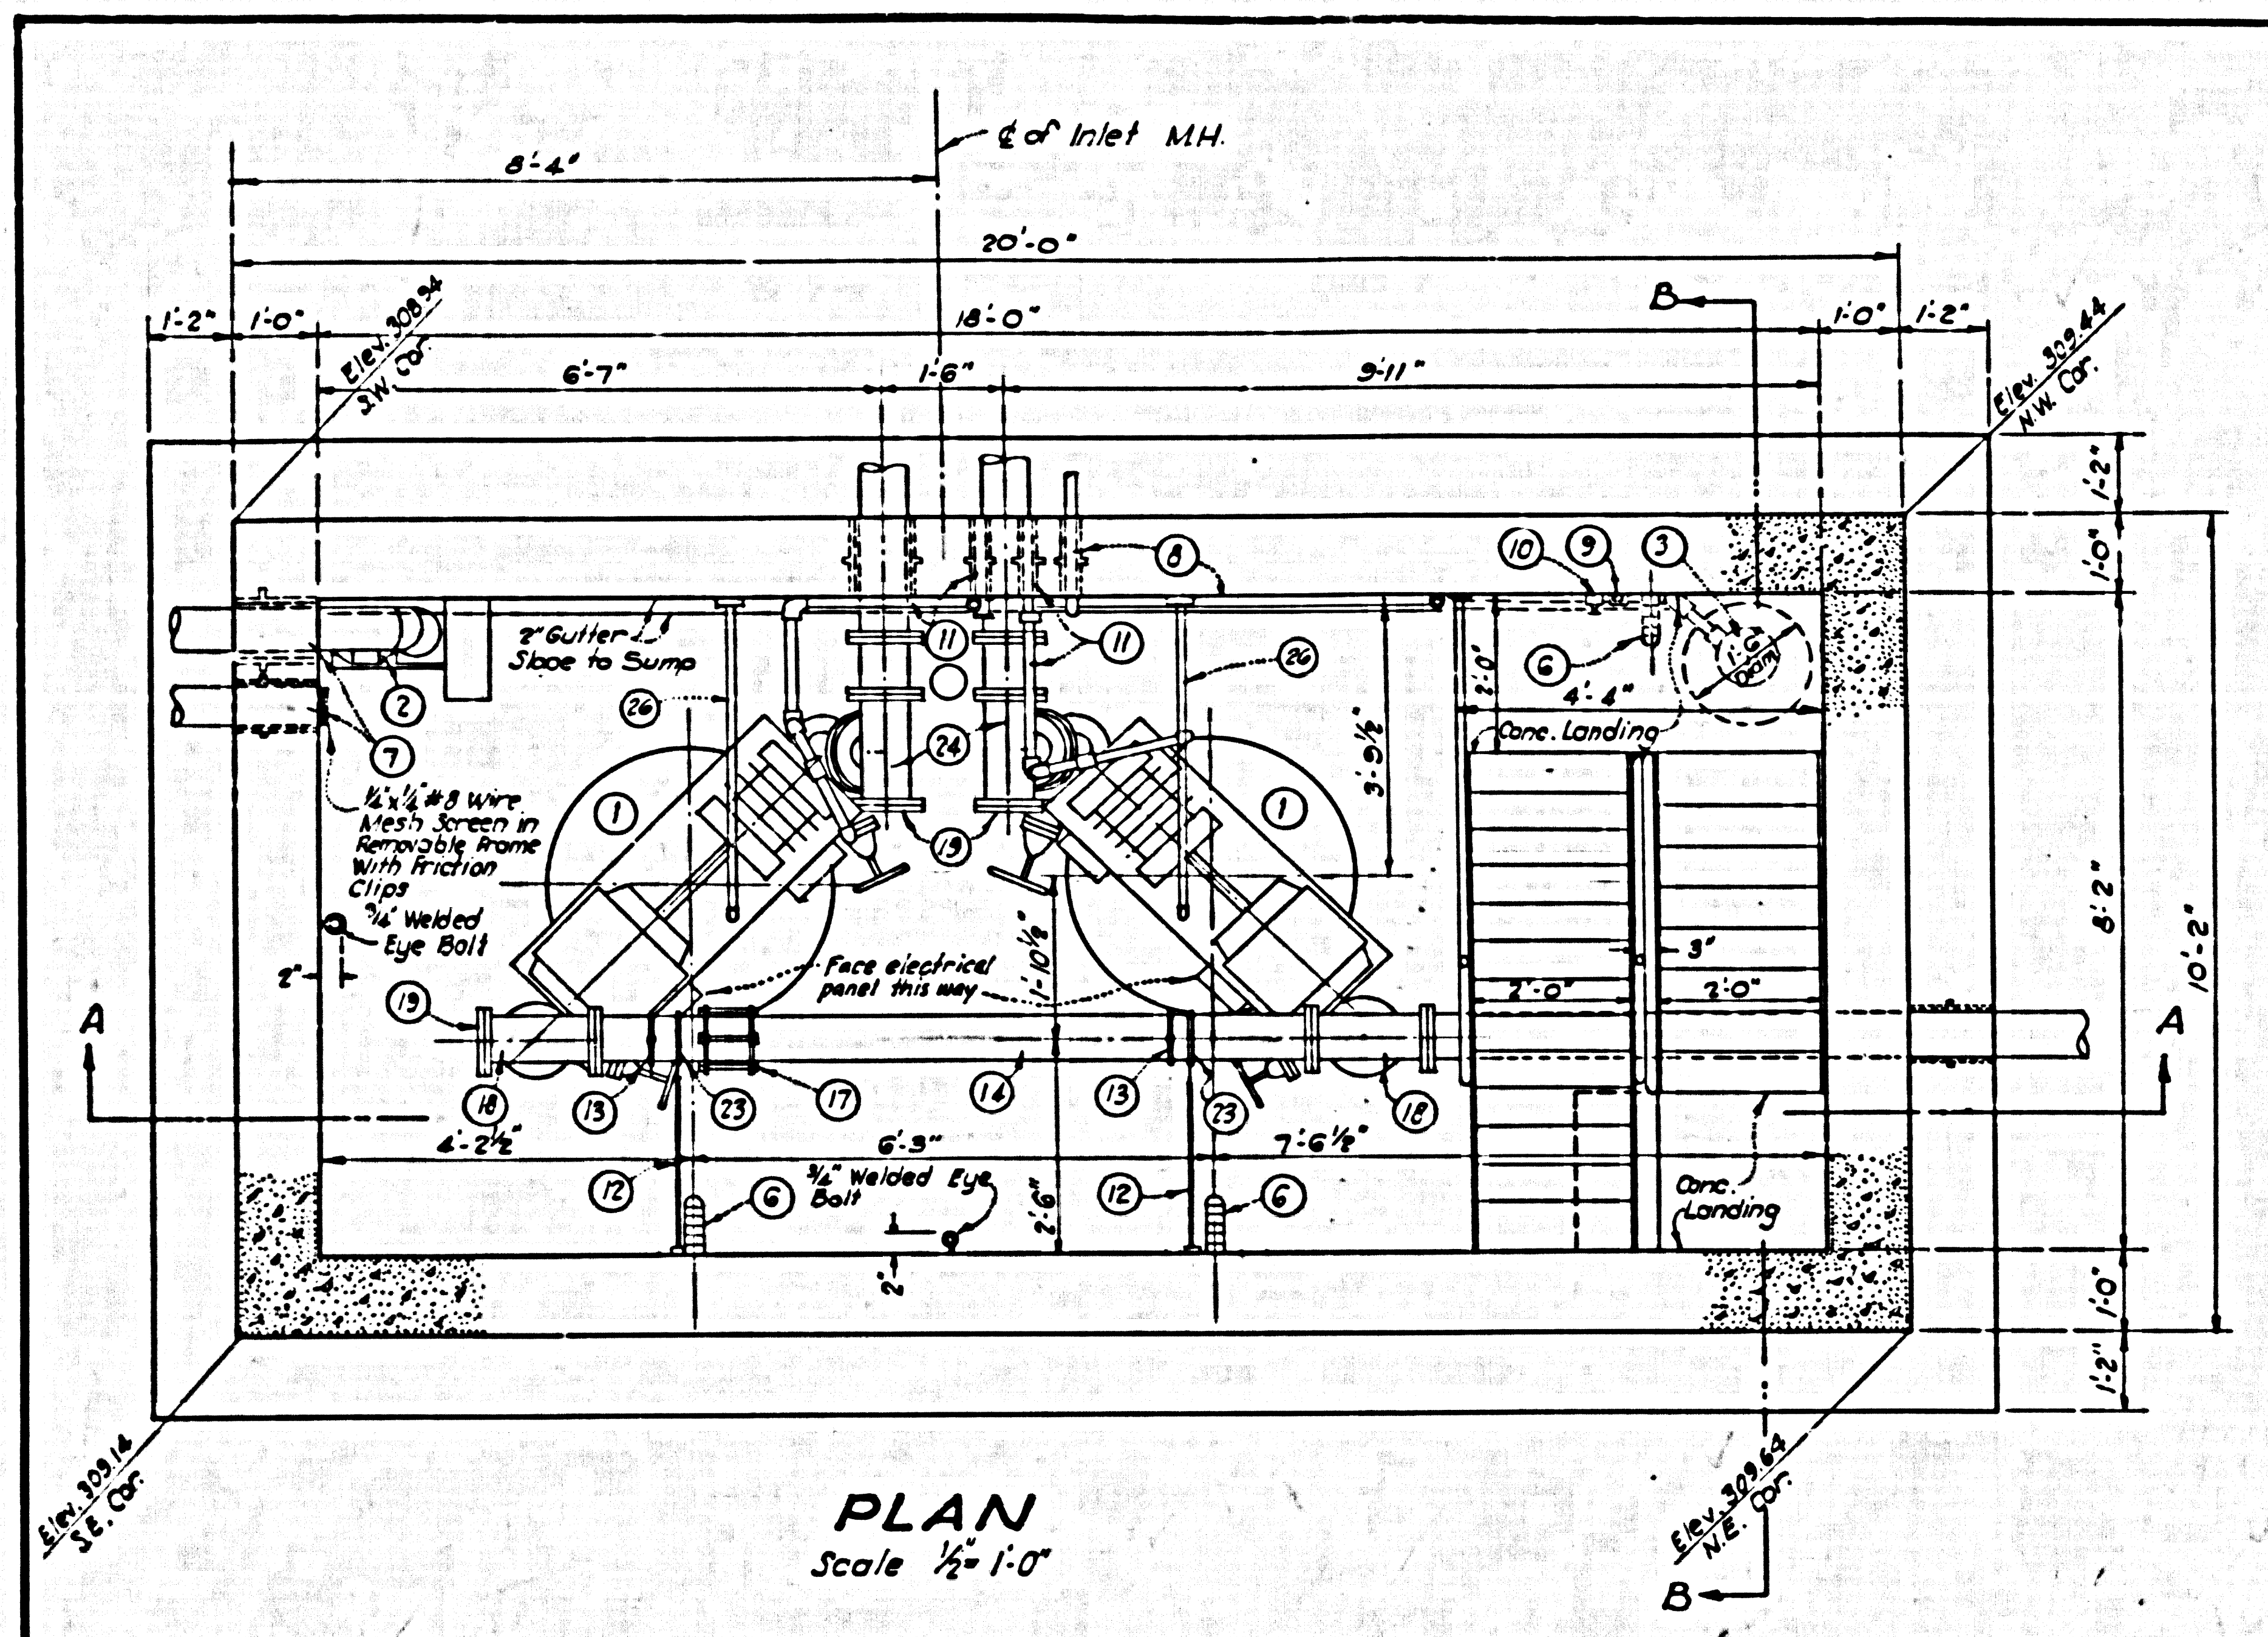 ℄ of Inlet M.H.
8'-4"
20'-0"
B
1'-2"
1'-0"
18'-0"
1'-0"
1'-2"
Elev. 308.94
S.W. Cor.
Elev. 309.44
N.W. Cor.
6'-7"
1'-6"
9'-11"
1'-2"
1'-0"
8
10
9
3
2" Gutter
Slope to Sump
11
11
26
6
1'-6"
Diam.
2'-0"
4'-4"
2
26
7
24
Conc. Landing
3'-9½"
1
1
¼"x¼" #8 Wire
Mesh Screen in
Removable Frame
With Friction
Clips
19
¾" Welded
Eye Bolt
8'-2"
10'-2"
2"
Face electrical
panel this way
1'-10½"
3"
2'-0"
2'-0"
19
A
A
18
13
23
17
14
13
23
18
4'-2½"
6'-3"
7'-6½"
12
¾" Welded Eye
Bolt
6
2'-6"
12
6
Conc.
Landing
2"
1'-0"
1'-2"
Elev. 309.14
S.E. Cor.
Elev. 309.64
N.E. Cor.
PLAN
Scale ½"= 1'-0"
B